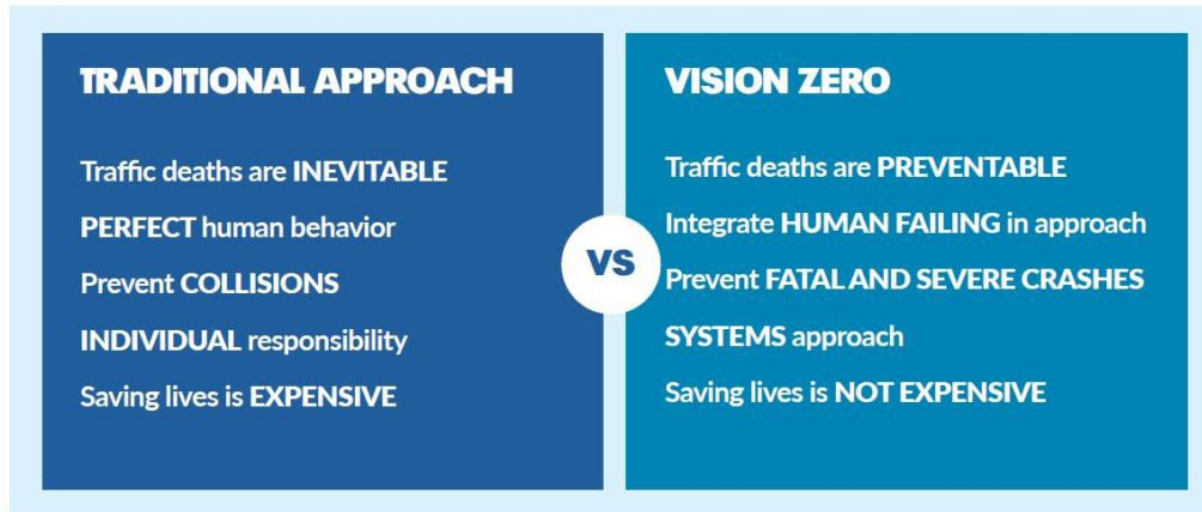 TRADITIONAL APPROACH
Traffic deaths are INEVITABLE
PERFECT human behavior
Prevent COLLISIONS
INDIVIDUAL responsibility
Saving lives is EXPENSIVE
VS
VISION ZERO
Traffic deaths are PREVENTABLE
Integrate HUMAN FAILING in approach
Prevent FATAL AND SEVERE CRASHES
SYSTEMS approach
Saving lives is NOT EXPENSIVE